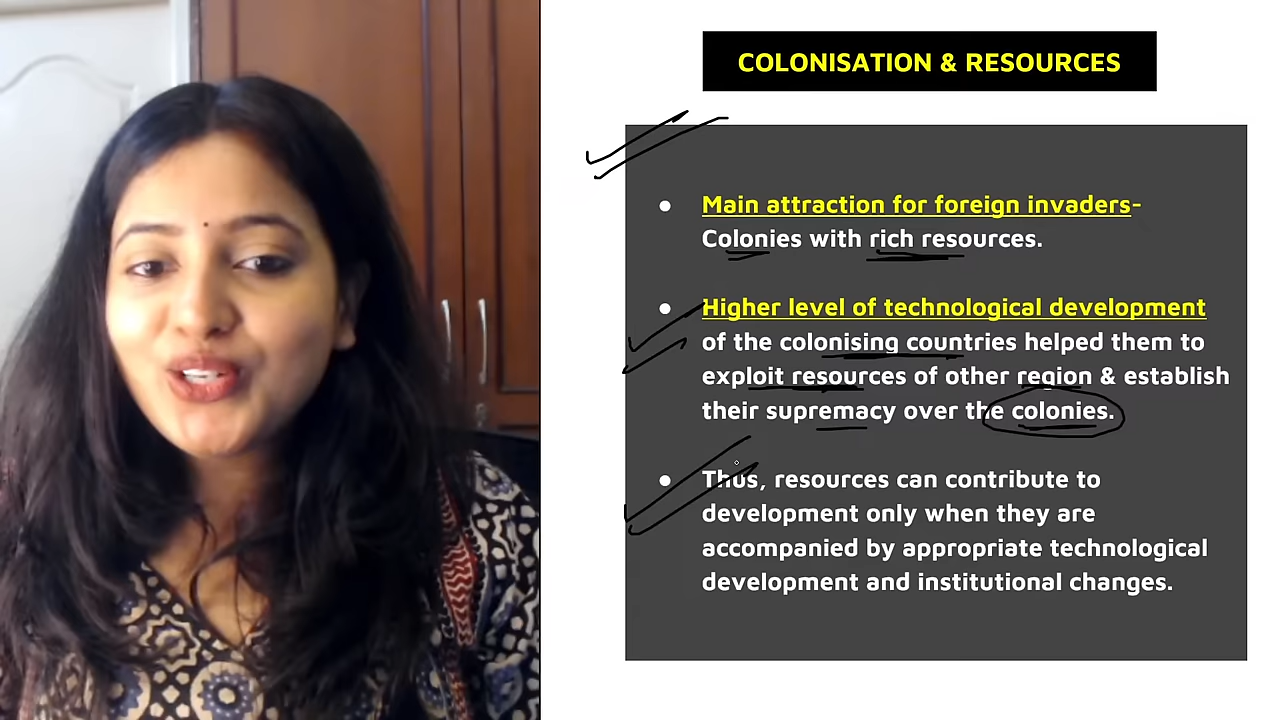 COLONISATION & RESOURCES
● Main attraction for foreign invaders-
Colonies with rich resources.
● Higher level of technological development
of the colonising countries helped them to
exploit resources of other region & establish
their supremacy over the colonies.
● Thus, resources can contribute to
development only when they are
accompanied by appropriate technological
development and institutional changes.